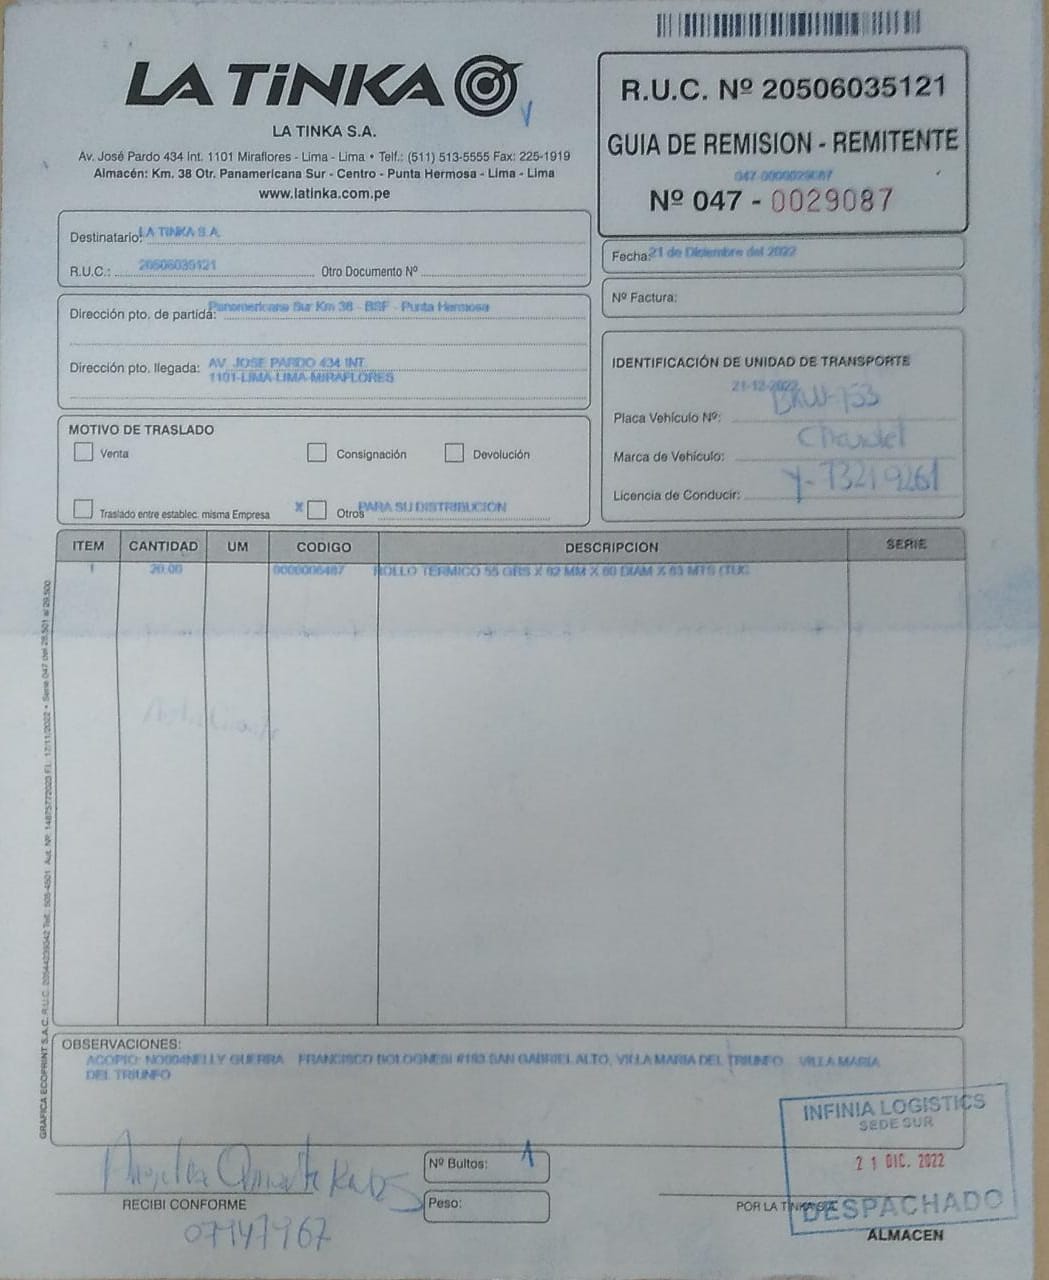 LA TiNKA
LA TINKA S.A.
Av. José Pardo 434 Int. 1101 Miraflores - Lima - Lima • Telf.: (511) 513-5555 Fax: 225-1919
Almacén: Km. 38 Otr. Panamericana Sur - Centro - Punta Hermosa - Lima - Lima
www.latinka.com.pe
R.U.C. Nº 20506035121
GUIA DE REMISION - REMITENTE
047-0000029087
Nº 047 - 0029087
Destinatario: LA TINKA S.A.
R.U.C.: 20506035121 Otro Documento Nº
Fecha: 21 de Diciembre del 2022
Nº Factura:
Dirección pto. de partida: Panamericana Sur Km 38 - BSF - Punta Hermosa
Dirección pto. llegada: AV. JOSE PARDO 434 INT.
1101-LIMA-LIMA-MIRAFLORES
IDENTIFICACIÓN DE UNIDAD DE TRANSPORTE
21-12-2022
Placa Vehículo Nº: BKW-753
Marca de Vehículo:
Licencia de Conducir: Y-73219261
MOTIVO DE TRASLADO
Venta Consignación Devolución
Traslado entre establec. misma Empresa X Otros PARA SU DISTRIBUCION
ITEM CANTIDAD UM CODIGO DESCRIPCION SERIE
1 20.00 0000006487 ROLLO TERMICO 55 GRS X 62 MM X 60 DIAM X 63 MTS (TUC
GRAFICA ECOPRINT S.A.C. R.U.C. 20544239342 Telf.: 505-4501 Aut. Nº 14875772023 F.I.: 17/11/2022 • Serie 047 del 28,501 al 29,500
OBSERVACIONES:
ACOPIO: NO004NELLY GUERRA FRANCISCO BOLOGNESI #183 SAN GABRIEL ALTO, VILLA MARIA DEL TRIUNFO VILLA MARIA
DEL TRIUNFO
INFINIA LOGISTICS
SEDE SUR
21 DIC. 2022
DESPACHADO
ALMACEN
Nº Bultos: 1
Peso:
RECIBI CONFORME
07947967
POR LA TINKA S.A.